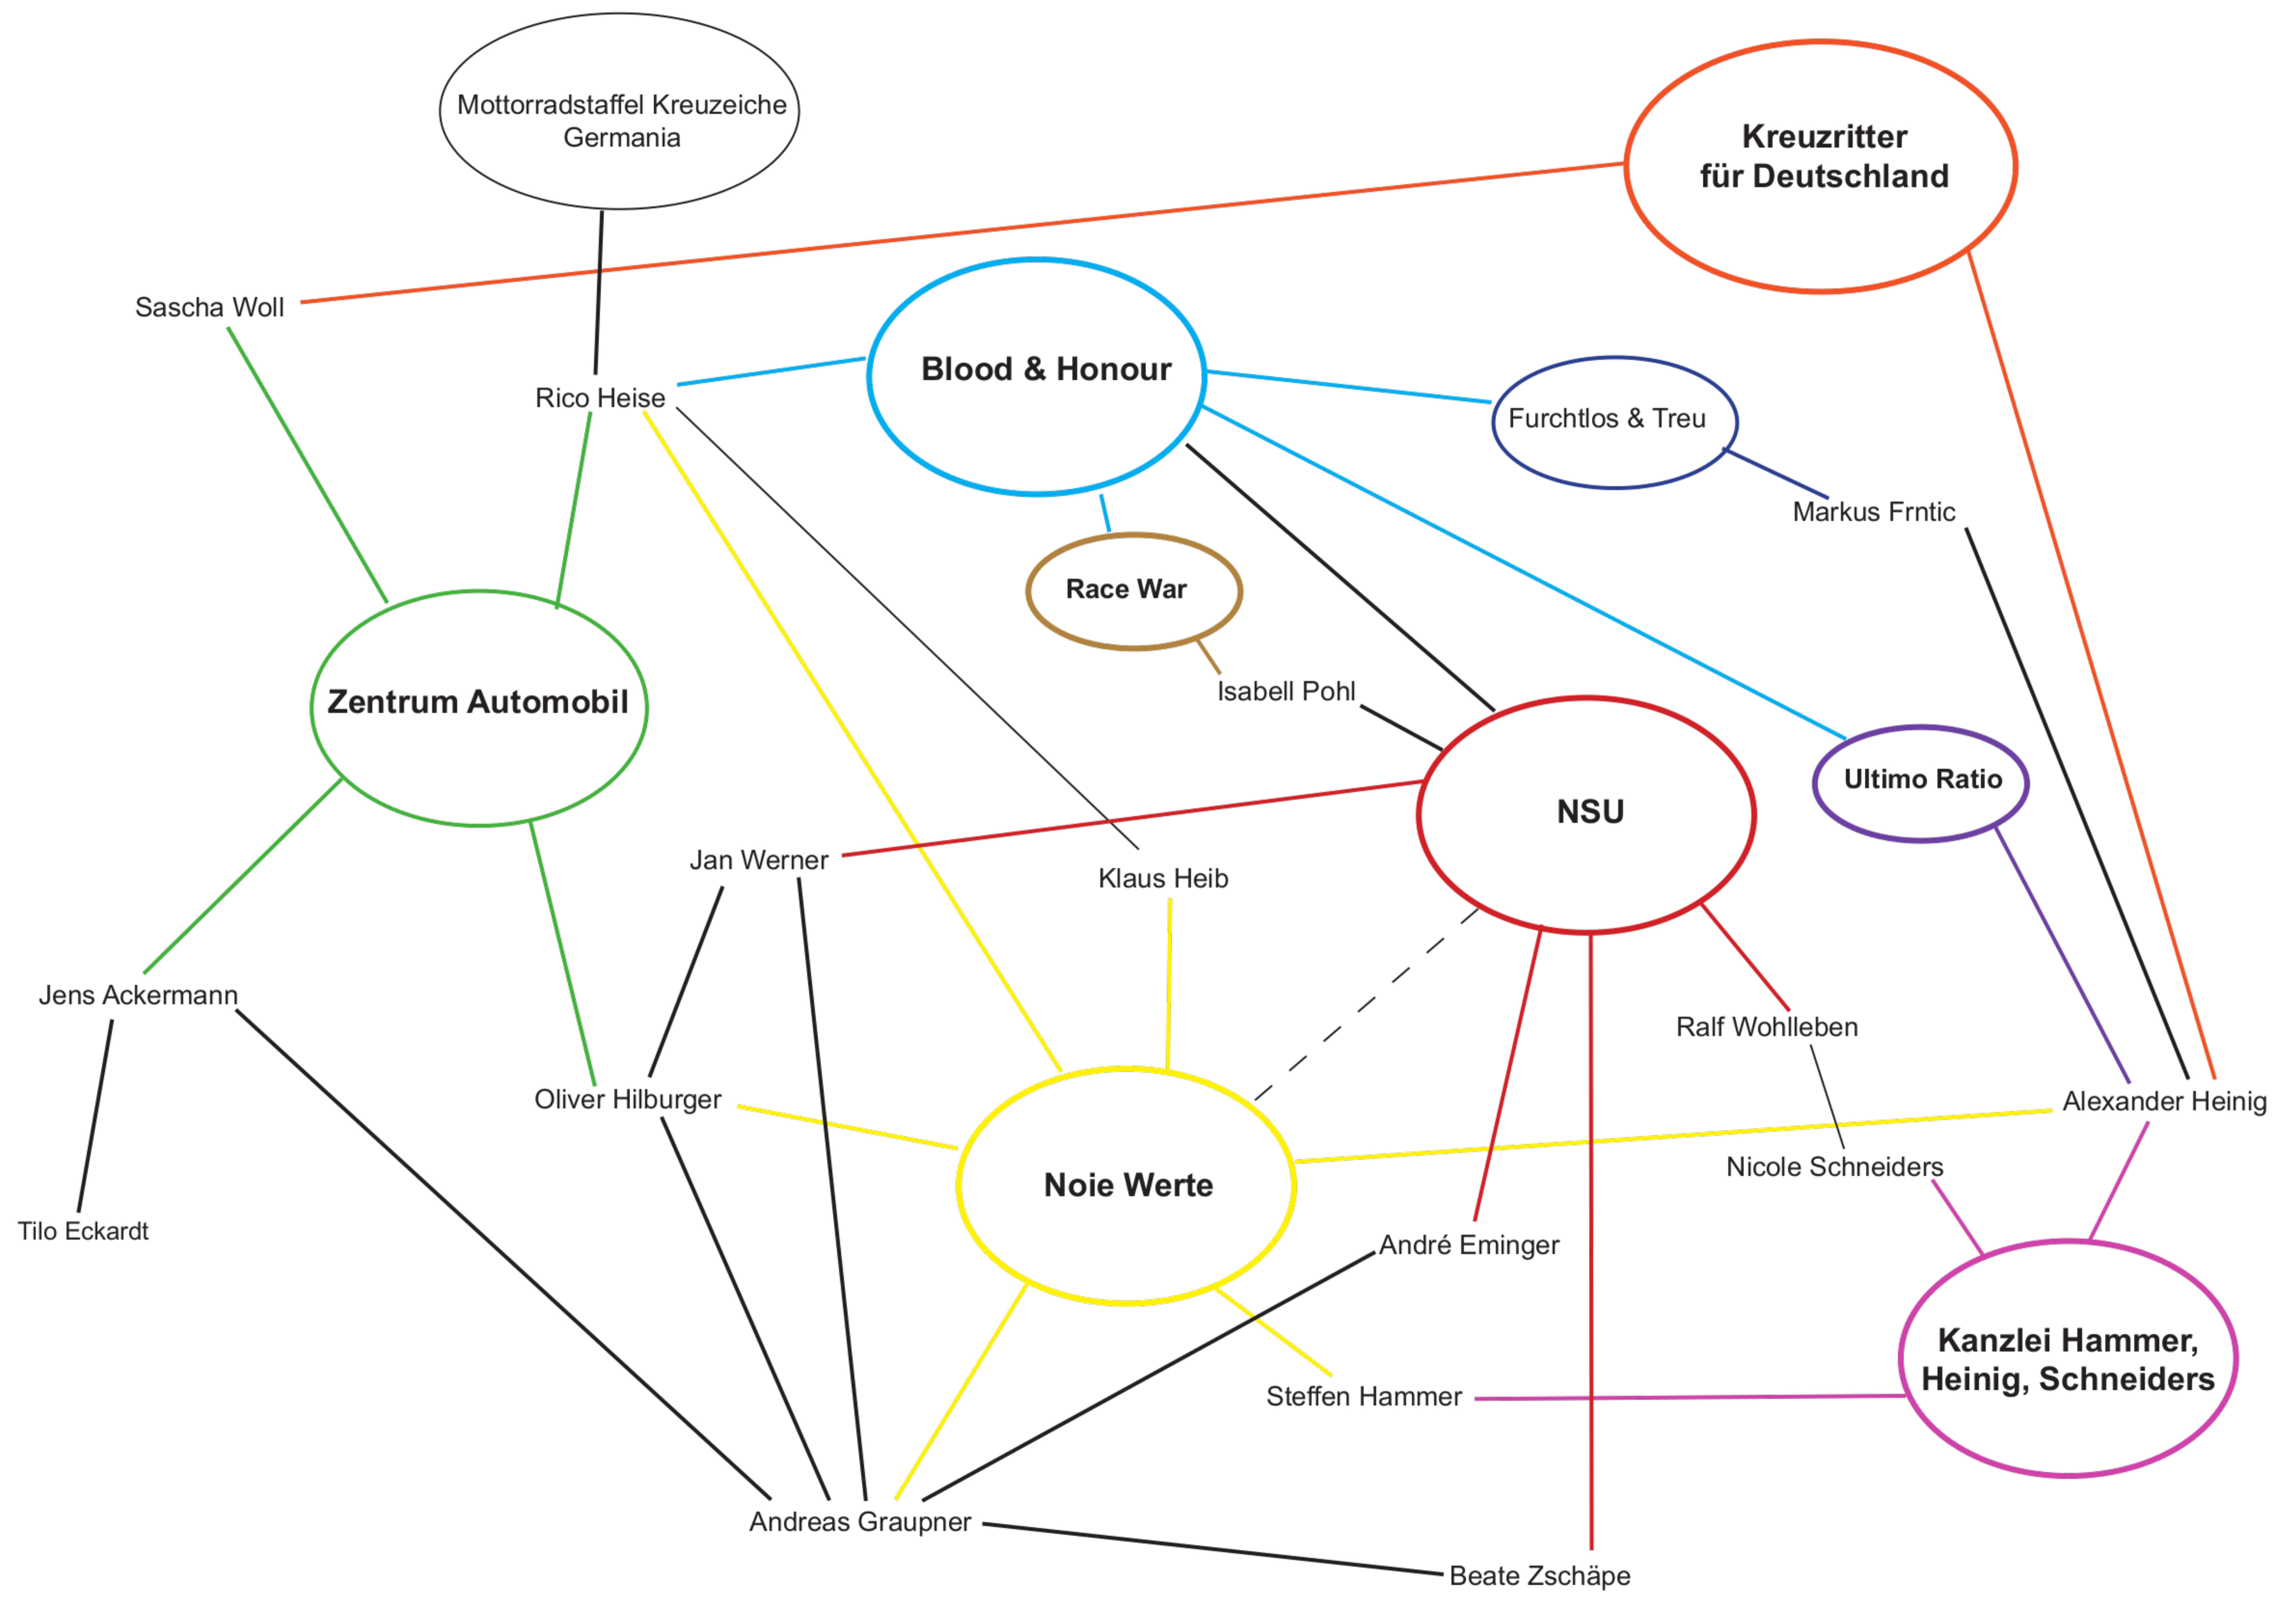 Mottorradstaffel Kreuzeiche
Germania
Kreuzritter
für Deutschland
Sascha Woll
Rico Heise
Blood & Honour
Furchtlos & Treu
Markus Frntic
Race War
Isabell Pohl
Zentrum Automobil
NSU
Ultimo Ratio
Jan Werner
Klaus Heib
Jens Ackermann
Ralf Wohlleben
Oliver Hilburger
Alexander Heinig
Noie Werte
Nicole Schneiders
Tilo Eckardt
André Eminger
Kanzlei Hammer,
Heinig, Schneiders
Steffen Hammer
Andreas Graupner
Beate Zschäpe